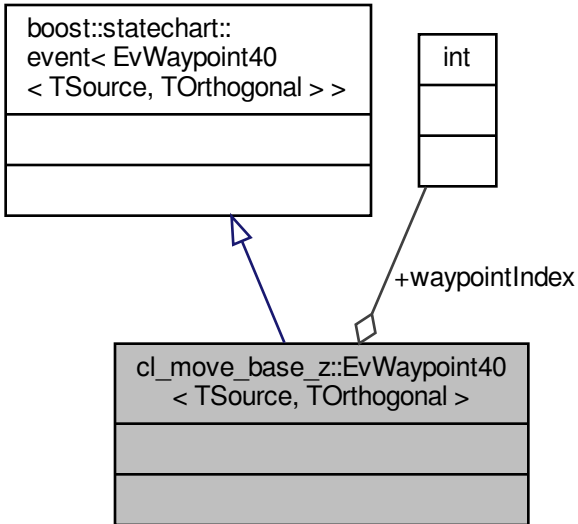 boost::statechart::
event< EvWaypoint40
< TSource, TOrthogonal > >
int
+waypointIndex
cl_move_base_z::EvWaypoint40
< TSource, TOrthogonal >